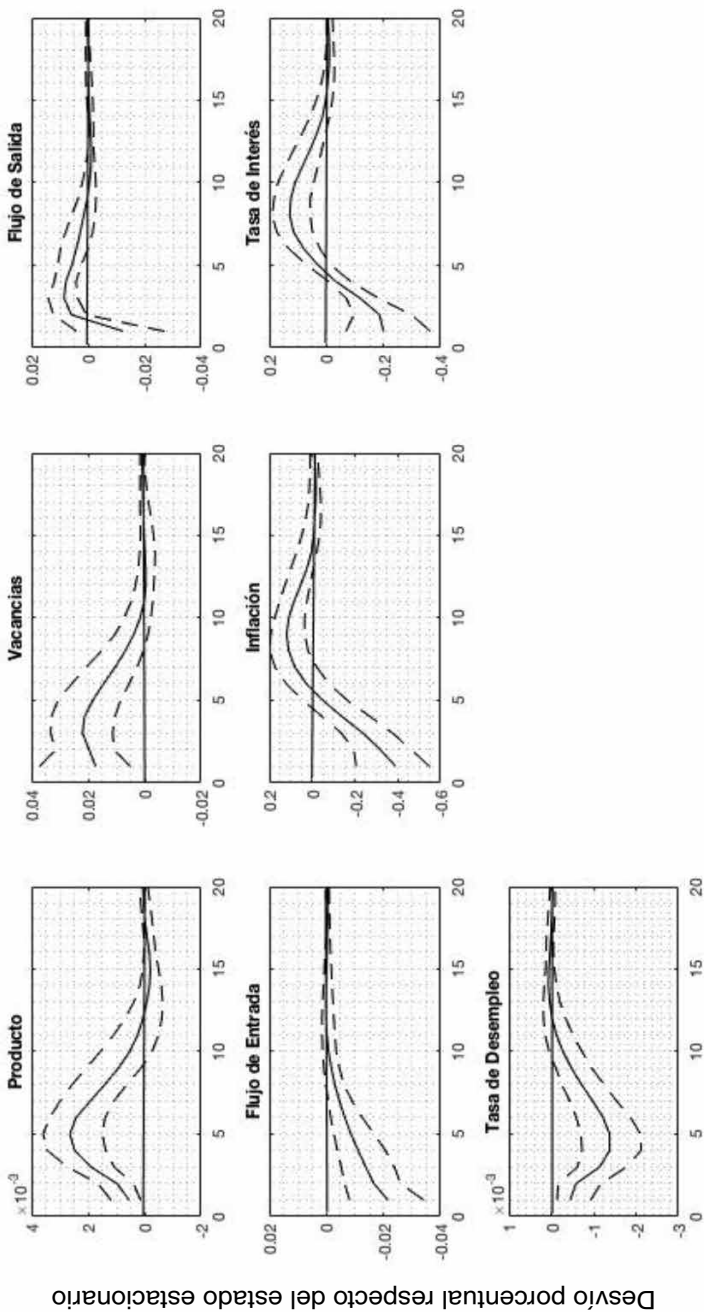 Producto
×10⁻³
4
2
0
-2
0 5 10 15 20
Vacancias
0.04
0.02
0
-0.02
0 5 10 15 20
Flujo de Salida
0.02
0
-0.02
-0.04
0 5 10 15 20
Flujo de Entrada
0.02
0
-0.02
-0.04
0 5 10 15 20
Inflación
0.2
0
-0.2
-0.4
-0.6
0 5 10 15 20
Tasa de Interés
0.2
0
-0.2
-0.4
0 5 10 15 20
Tasa de Desempleo
×10⁻³
1
0
-1
-2
-3
0 5 10 15 20
Desvío porcentual respecto del estado estacionario